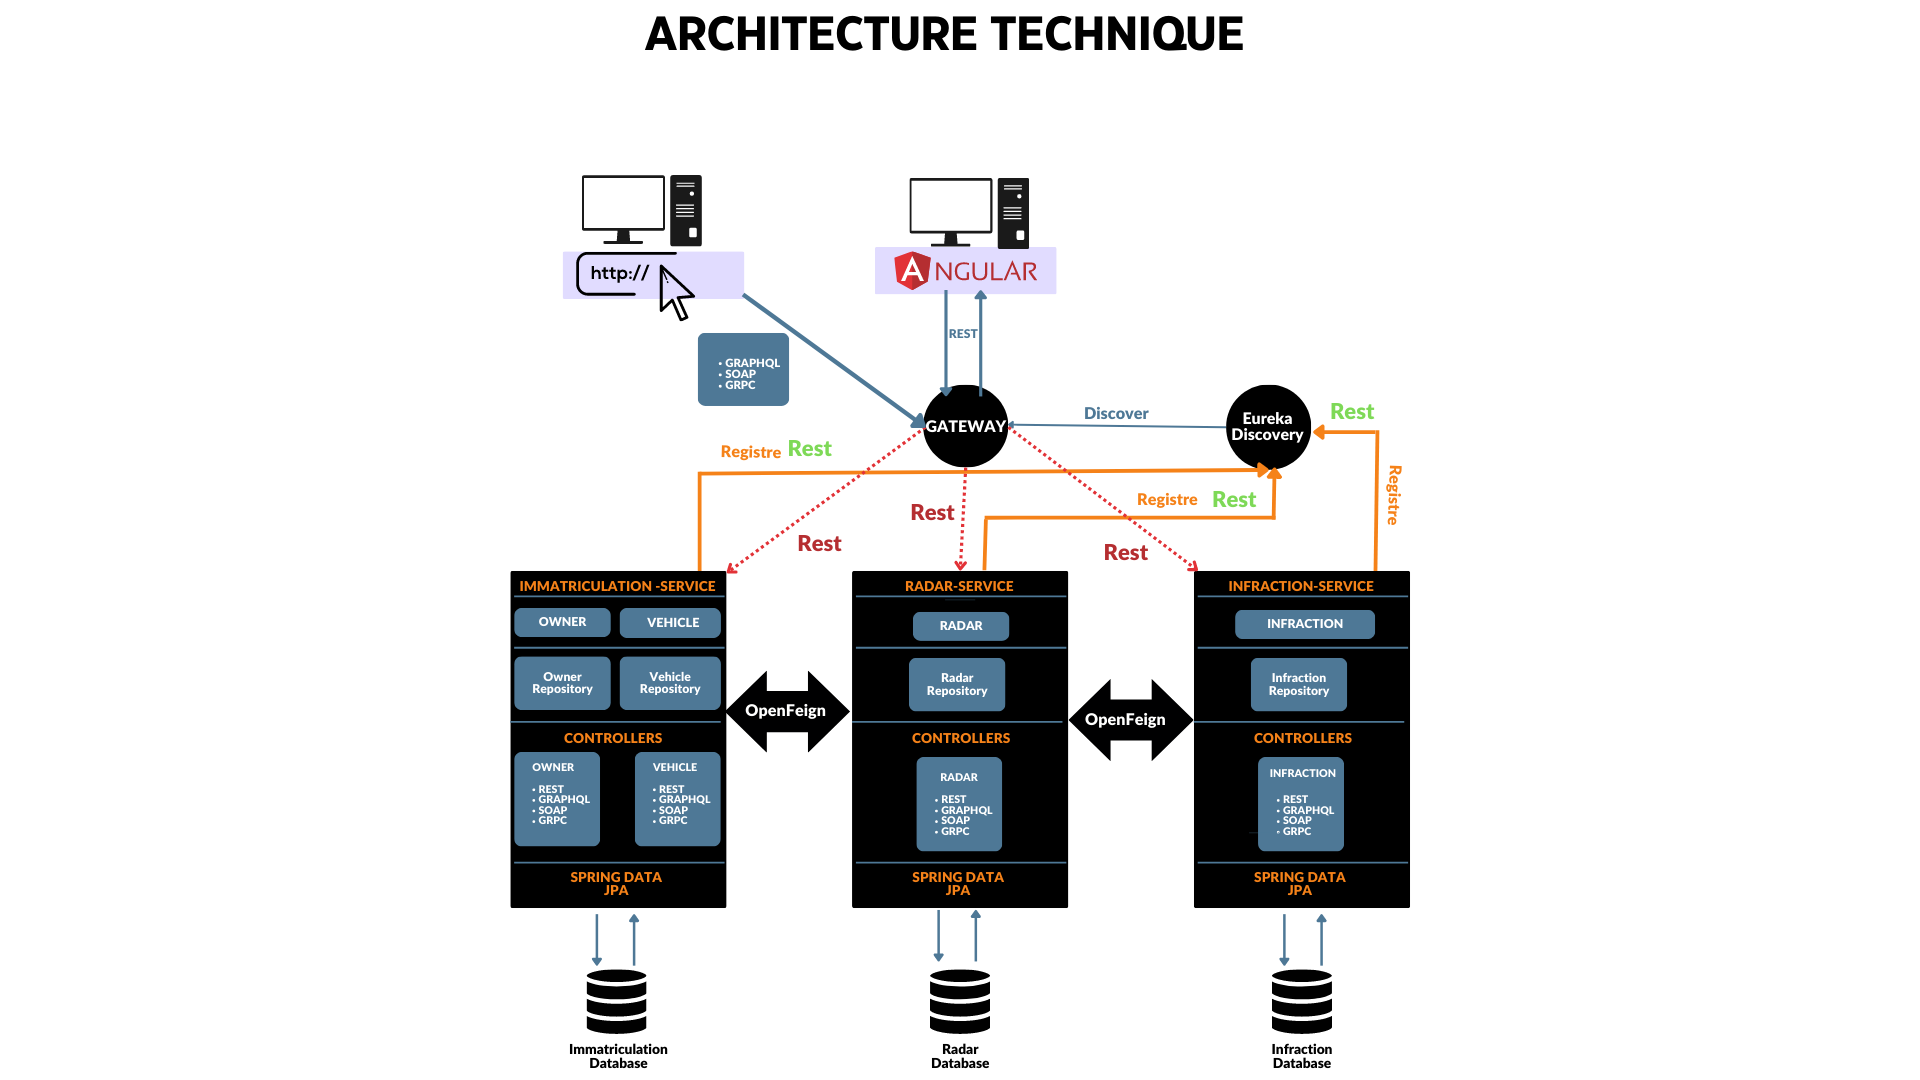 ARCHITECTURE TECHNIQUE
http://
ANGULAR
REST
• GRAPHQL
• SOAP
• GRPC
GATEWAY
Discover
Eureka
Discovery
Rest
Registre
Registre Rest
Registre Rest
Rest
Rest
Rest
IMMATRICULATION -SERVICE
OWNER
VEHICLE
Owner
Repository
Vehicle
Repository
CONTROLLERS
OWNER
• REST
• GRAPHQL
• SOAP
• GRPC
VEHICLE
• REST
• GRAPHQL
• SOAP
• GRPC
SPRING DATA
JPA
OpenFeign
RADAR-SERVICE
RADAR
Radar
Repository
CONTROLLERS
RADAR
• REST
• GRAPHQL
• SOAP
• GRPC
SPRING DATA
JPA
OpenFeign
INFRACTION-SERVICE
INFRACTION
Infraction
Repository
CONTROLLERS
INFRACTION
• REST
• GRAPHQL
• SOAP
• GRPC
SPRING DATA
JPA
Immatriculation
Database
Radar
Database
Infraction
Database